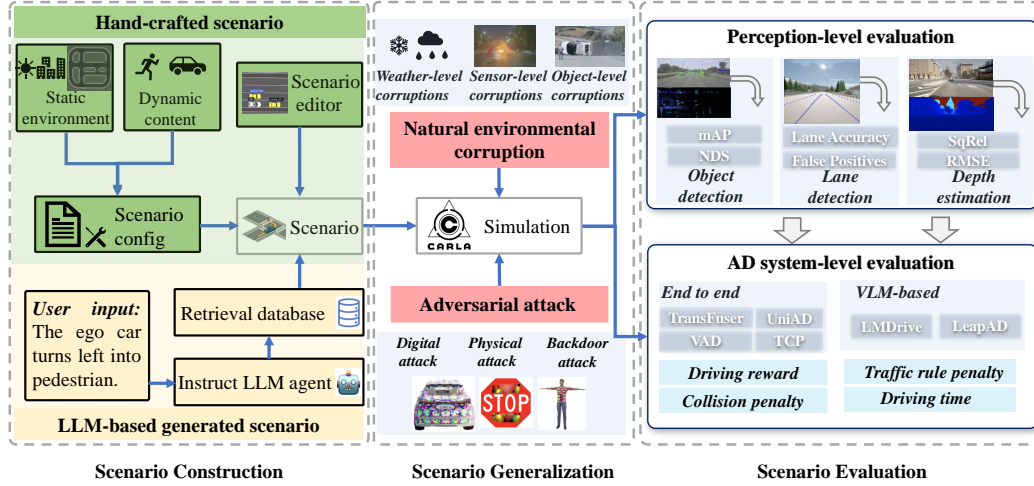 Hand-crafted scenario
Static
environment
Dynamic
content
Scenario
editor
Scenario
config
Scenario
User input:
The ego car
turns left into
pedestrian.
Retrieval database
Instruct LLM agent
LLM-based generated scenario
Scenario Construction
Weather-level
corruptions
Sensor-level
corruptions
Object-level
corruptions
Natural environmental
corruption
CARLA
Simulation
Adversarial attack
Digital
attack
Physical
attack
Backdoor
attack
STOP
Scenario Generalization
Perception-level evaluation
mAP
NDS
Object
detection
Lane Accuracy
False Positives
Lane
detection
SqRel
RMSE
Depth
estimation
AD system-level evaluation
End to end
TransFuser
UniAD
VAD
TCP
VLM-based
LMDrive
LeapAD
Driving reward
Traffic rule penalty
Collision penalty
Driving time
Scenario Evaluation